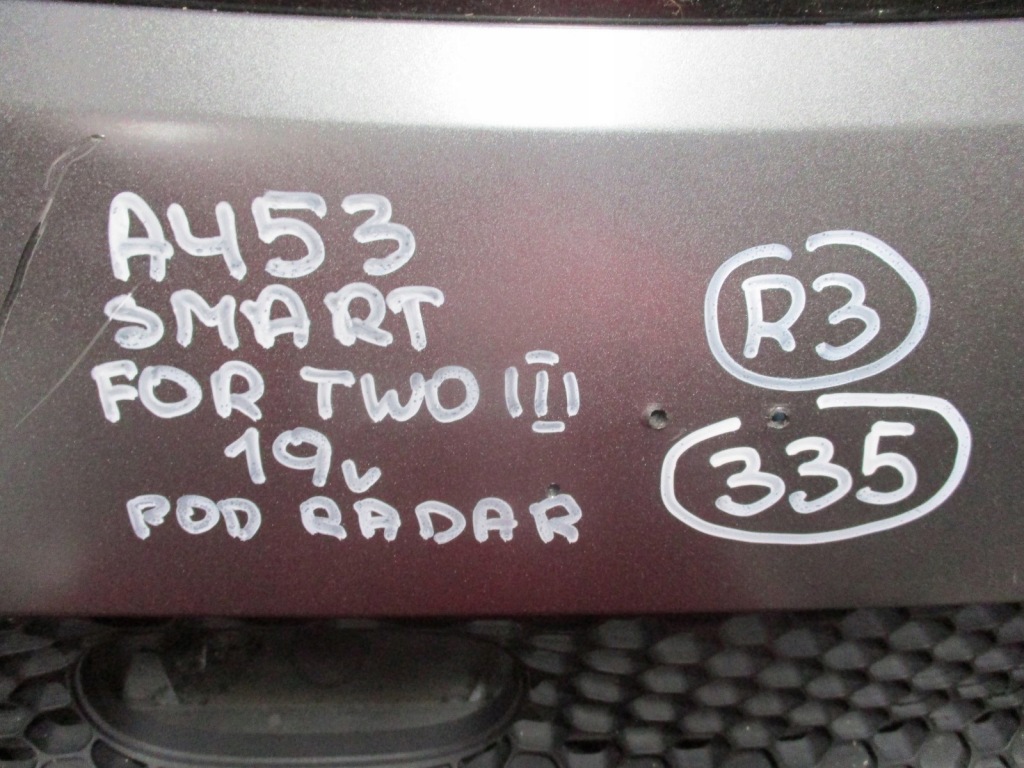 A453
SMART
FOR TWO III
19v
POD RADAR
R3
335